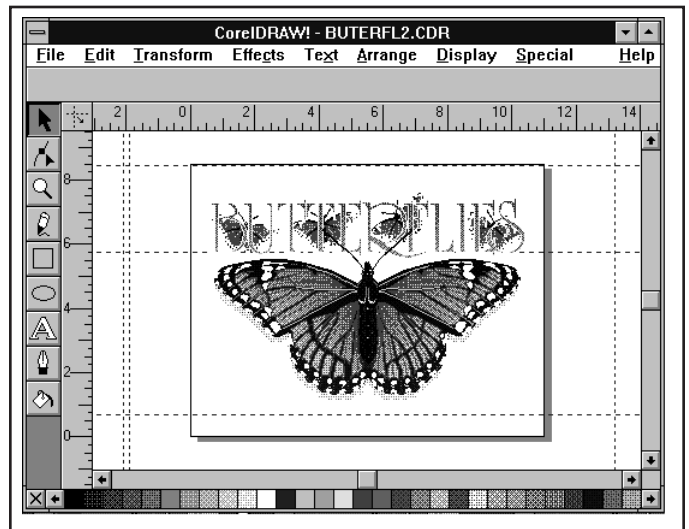 CorelDRAW! - BUTERFL2.CDR
File Edit Transform Effects Text Arrange Display Special Help
2 0 2 4 6 8 10 12 14
8
BUTTERFLIES
6
4
2
0